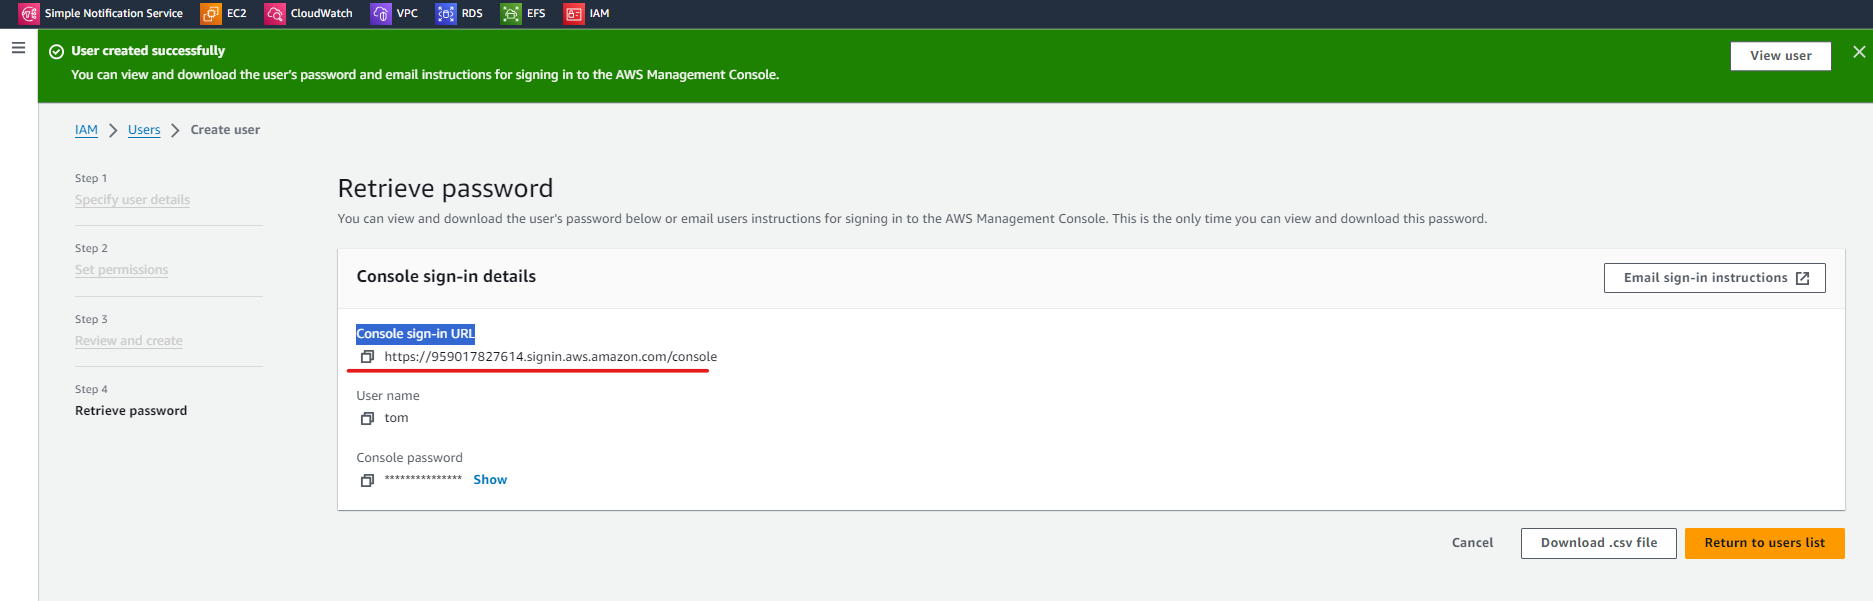 Simple Notification Service EC2 CloudWatch VPC RDS EFS IAM
User created successfully
You can view and download the user's password and email instructions for signing in to the AWS Management Console.
View user
IAM > Users > Create user
Step 1
Specify user details
Step 2
Set permissions
Step 3
Review and create
Step 4
Retrieve password
Retrieve password
You can view and download the user's password below or email users instructions for signing in to the AWS Management Console. This is the only time you can view and download this password.
Console sign-in details
Email sign-in instructions
Console sign-in URL
https://959017827614.signin.aws.amazon.com/console
User name
tom
Console password
*************** Show
Cancel
Download .csv file
Return to users list